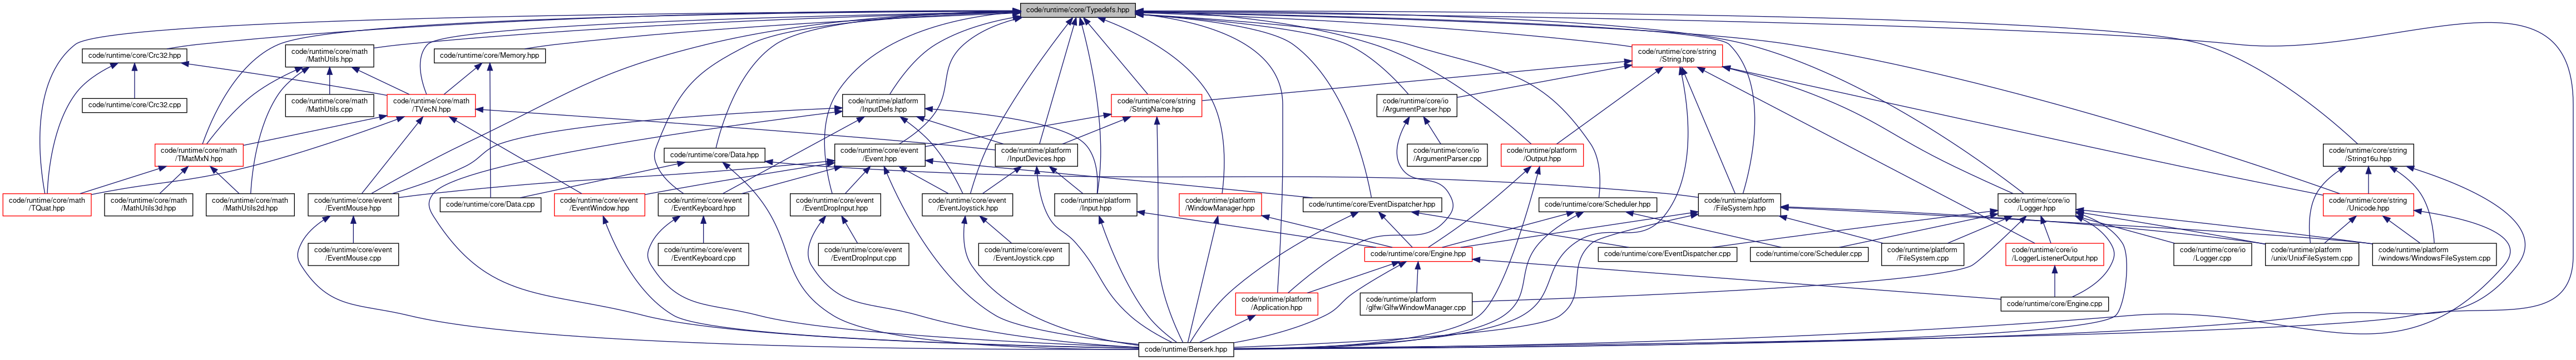 code/runtime/core/Typedefs.hpp
code/runtime/core/Crc32.hpp
code/runtime/core/math
/MathUtils.hpp
code/runtime/core/Memory.hpp
code/runtime/core/string
/String.hpp
code/runtime/core/Crc32.cpp
code/runtime/core/math
/MathUtils.cpp
code/runtime/core/math
/TVecN.hpp
code/runtime/platform
/InputDefs.hpp
code/runtime/core/string
/StringName.hpp
code/runtime/core/io
/ArgumentParser.hpp
code/runtime/core/math
/TMatMxN.hpp
code/runtime/core/Data.hpp
code/runtime/core/event
/Event.hpp
code/runtime/platform
/InputDevices.hpp
code/runtime/core/io
/ArgumentParser.cpp
code/runtime/platform
/Output.hpp
code/runtime/core/string
/String16u.hpp
code/runtime/core/math
/TQuat.hpp
code/runtime/core/math
/MathUtils3d.hpp
code/runtime/core/math
/MathUtils2d.hpp
code/runtime/core/event
/EventMouse.hpp
code/runtime/core/Data.cpp
code/runtime/core/event
/EventWindow.hpp
code/runtime/core/event
/EventKeyboard.hpp
code/runtime/core/event
/EventDropInput.hpp
code/runtime/core/event
/EventJoystick.hpp
code/runtime/platform
/Input.hpp
code/runtime/platform
/WindowManager.hpp
code/runtime/core/EventDispatcher.hpp
code/runtime/core/Scheduler.hpp
code/runtime/platform
/FileSystem.hpp
code/runtime/core/io
/Logger.hpp
code/runtime/core/string
/Unicode.hpp
code/runtime/core/event
/EventMouse.cpp
code/runtime/core/event
/EventKeyboard.cpp
code/runtime/core/event
/EventDropInput.cpp
code/runtime/core/event
/EventJoystick.cpp
code/runtime/core/Engine.hpp
code/runtime/core/EventDispatcher.cpp
code/runtime/core/Scheduler.cpp
code/runtime/platform
/FileSystem.cpp
code/runtime/core/io
/LoggerListenerOutput.hpp
code/runtime/core/io
/Logger.cpp
code/runtime/platform
/unix/UnixFileSystem.cpp
code/runtime/platform
/windows/WindowsFileSystem.cpp
code/runtime/platform
/Application.hpp
code/runtime/platform
/glfw/GlfwWindowManager.cpp
code/runtime/core/Engine.cpp
code/runtime/Berserk.hpp